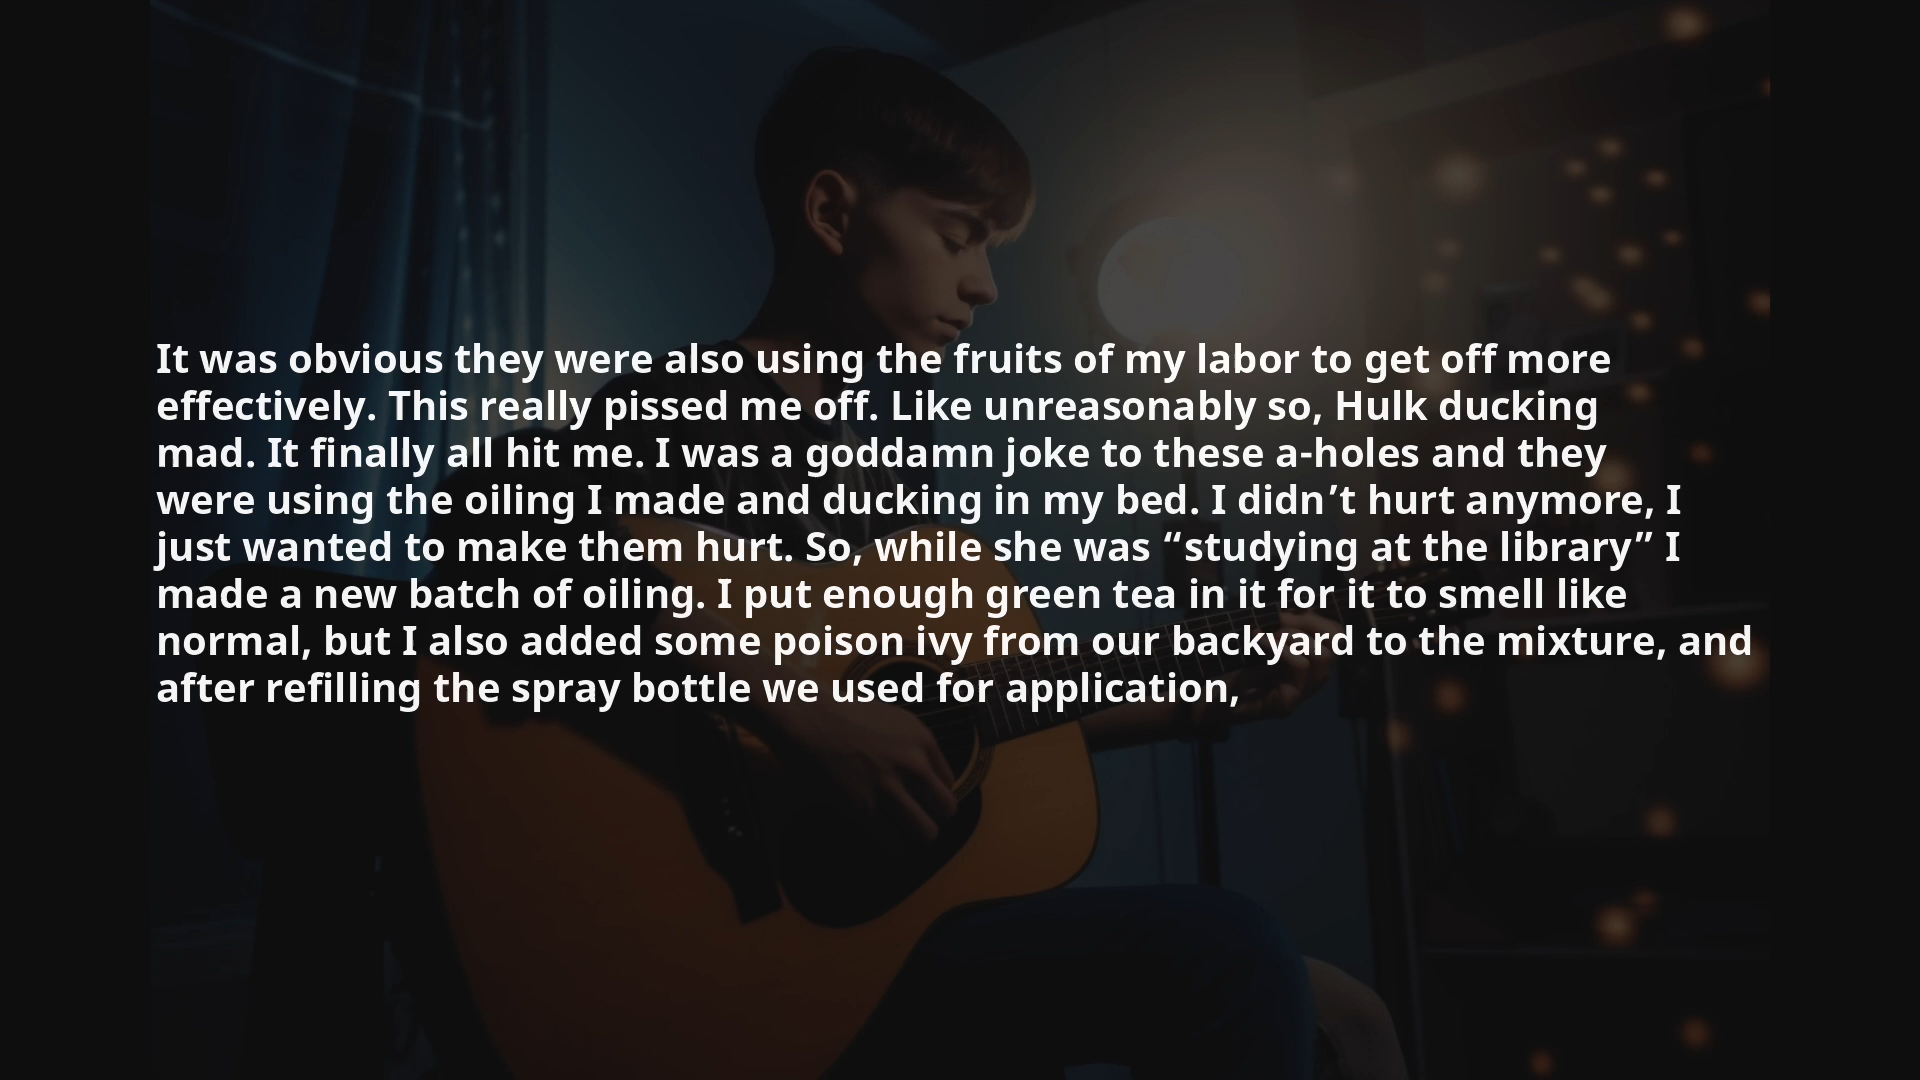 It was obvious they were also using the fruits of my labor to get off more
effectively. This really pissed me off. Like unreasonably so, Hulk ducking
mad. It finally all hit me. I was a goddamn joke to these a-holes and they
were using the oiling I made and ducking in my bed. I didn’t hurt anymore, I
just wanted to make them hurt. So, while she was “studying at the library” I
made a new batch of oiling. I put enough green tea in it for it to smell like
normal, but I also added some poison ivy from our backyard to the mixture, and
after refilling the spray bottle we used for application,